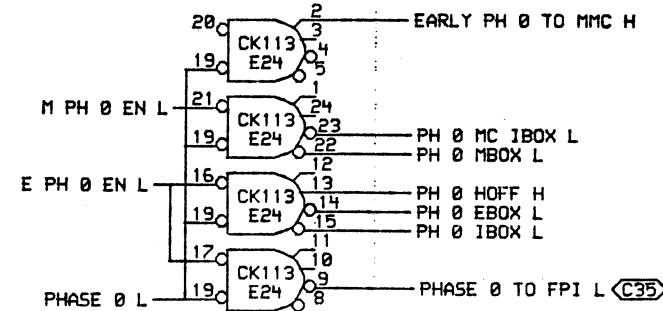 20 2 EARLY PH 0 TO MMC H
3
CK113 4
E24
19 5
1
M PH 0 EN L 21 24
CK113 23 PH 0 MC IBOX L
19 E24 22 PH 0 MBOX L
12
E PH 0 EN L 16 13 PH 0 HOFF H
CK113 14 PH 0 EBOX L
19 E24 15 PH 0 IBOX L
11
17 10
CK113 9 PHASE 0 TO FPI L C35
PHASE 0 L 19 E24 8